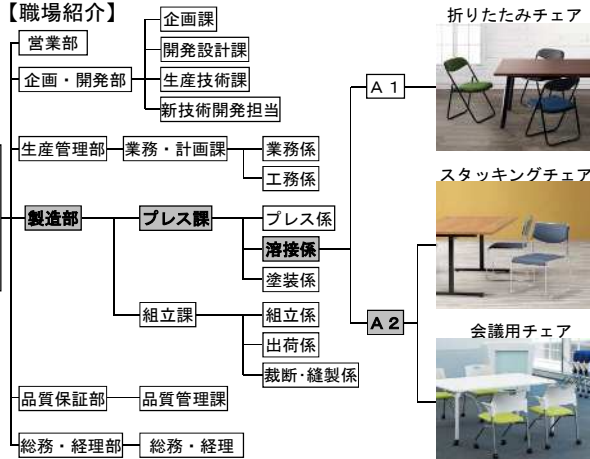 【職場紹介】
営業部
企画・開発部
企画課
開発設計課
生産技術課
新技術開発担当
生産管理部
業務・計画課
業務係
工務係
製造部
プレス課
プレス係
溶接係
塗装係
組立課
組立係
出荷係
裁断・縫製係
品質保証部
品質管理課
総務・経理部
総務・経理
A1
A2
折りたたみチェア
スタッキングチェア
会議用チェア